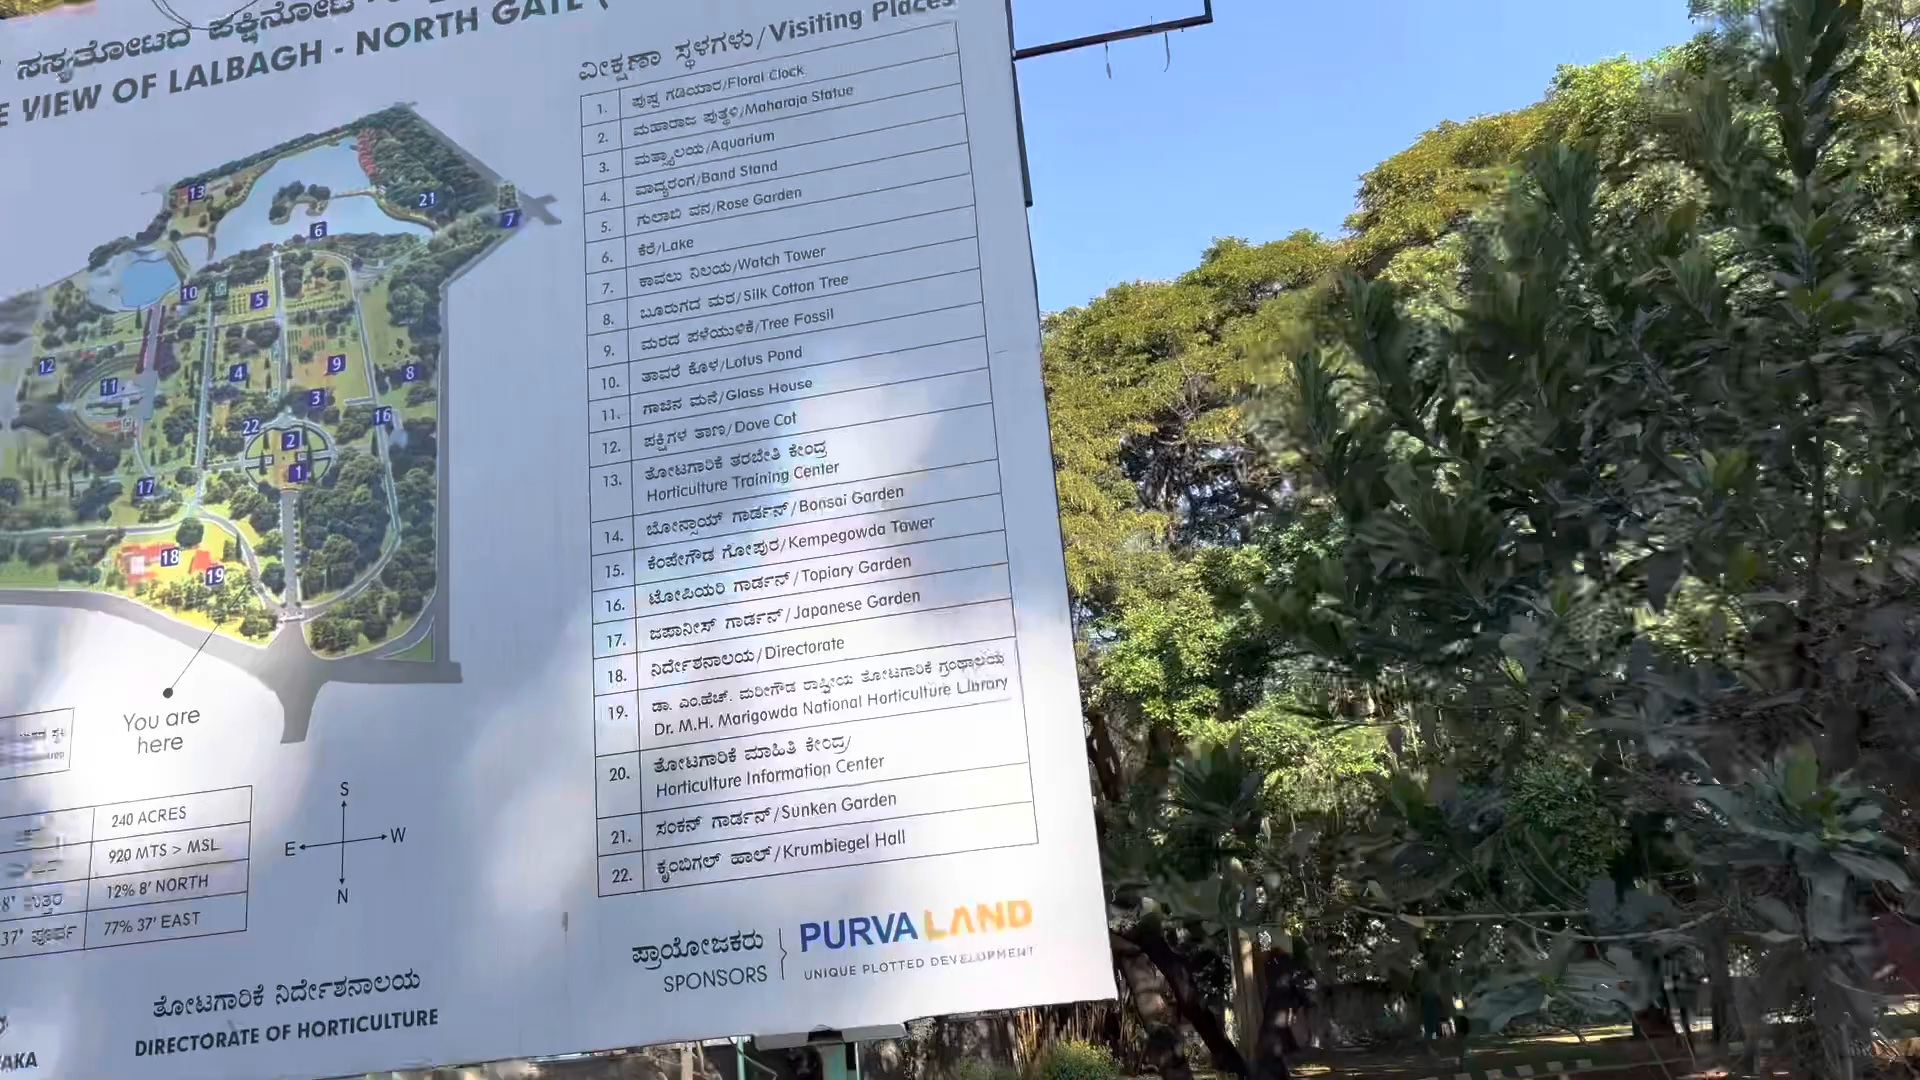 ಸಸ್ಯತೋಟದ ಪಕ್ಷಿನೋಟ
VIEW OF LALBAGH - NORTH GATE
ವೀಕ್ಷಣಾ ಸ್ಥಳಗಳು/Visiting Places
1. ಪುಷ್ಪ ಗಡಿಯಾರ/Floral Clock
2. ಮಹಾರಾಜ ಪುತ್ಥಳಿ/Maharaja Statue
3. ಮತ್ಸ್ಯಾಲಯ/Aquarium
4. ವಾದ್ಯರಂಗ/Band Stand
5. ಗುಲಾಬಿ ವನ/Rose Garden
6. ಕೆರೆ/Lake
7. ಕಾವಲು ನಿಲಯ/Watch Tower
8. ಬೂರುಗದ ಮರ/Silk Cotton Tree
9. ಮರದ ಪಳೆಯುಳಿಕೆ/Tree Fossil
10. ತಾವರೆ ಕೊಳ/Lotus Pond
11. ಗಾಜಿನ ಮನೆ/Glass House
12. ಪಕ್ಷಿಗಳ ತಾಣ/Dove Cot
13. ತೋಟಗಾರಿಕೆ ತರಬೇತಿ ಕೇಂದ್ರ
Horticulture Training Center
14. ಬೋನ್ಸಾಯ್ ಗಾರ್ಡನ್/Bonsai Garden
15. ಕೆಂಪೇಗೌಡ ಗೋಪುರ/Kempegowda Tower
16. ಟೋಪಿಯರಿ ಗಾರ್ಡನ್/Topiary Garden
17. ಜಪಾನೀಸ್ ಗಾರ್ಡನ್/Japanese Garden
18. ನಿರ್ದೇಶನಾಲಯ/Directorate
19. ಡಾ. ಎಂ.ಹೆಚ್. ಮರೀಗೌಡ ರಾಷ್ಟ್ರೀಯ ತೋಟಗಾರಿಕೆ ಗ್ರಂಥಾಲಯ
Dr. M.H. Marigowda National Horticulture Library
20. ತೋಟಗಾರಿಕೆ ಮಾಹಿತಿ ಕೇಂದ್ರ/
Horticulture Information Center
21. ಸಂಕನ್ ಗಾರ್ಡನ್/Sunken Garden
22. ಕೃಂಬಿಗಲ್ ಹಾಲ್/Krumbiegel Hall
13
21
7
6
10
5
12
11
4
9
8
3
16
22
2
1
17
18
19
You are
here
S
E W
N
240 ACRES
920 MTS > MSL
8' ಉತ್ತರ 12% 8' NORTH
37' ಪೂರ್ವ 77% 37' EAST
ತೋಟಗಾರಿಕೆ ನಿರ್ದೇಶನಾಲಯ
DIRECTORATE OF HORTICULTURE
ಪ್ರಾಯೋಜಕರು
SPONSORS
PURVA LAND
UNIQUE PLOTTED DEVELOPMENT